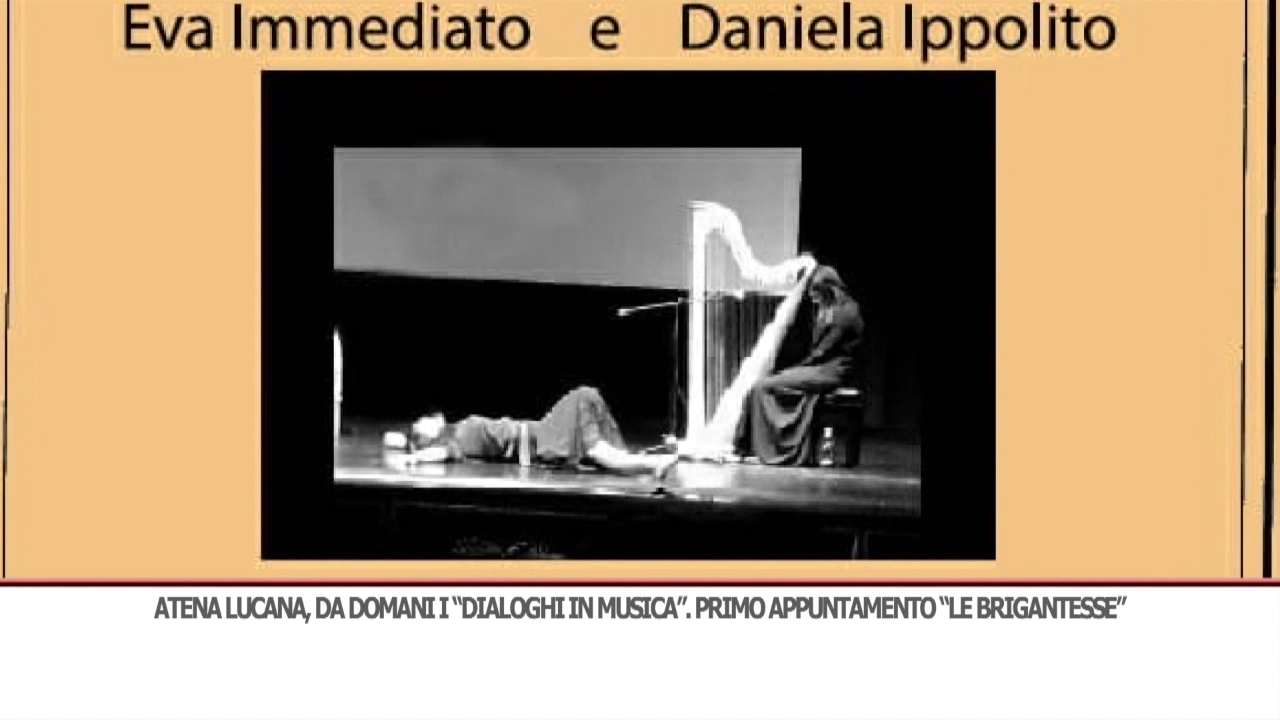 Eva Immediato e Daniela Ippolito
ATENA LUCANA, DA DOMANI I “DIALOGHI IN MUSICA”. PRIMO APPUNTAMENTO “LE BRIGANTESSE”